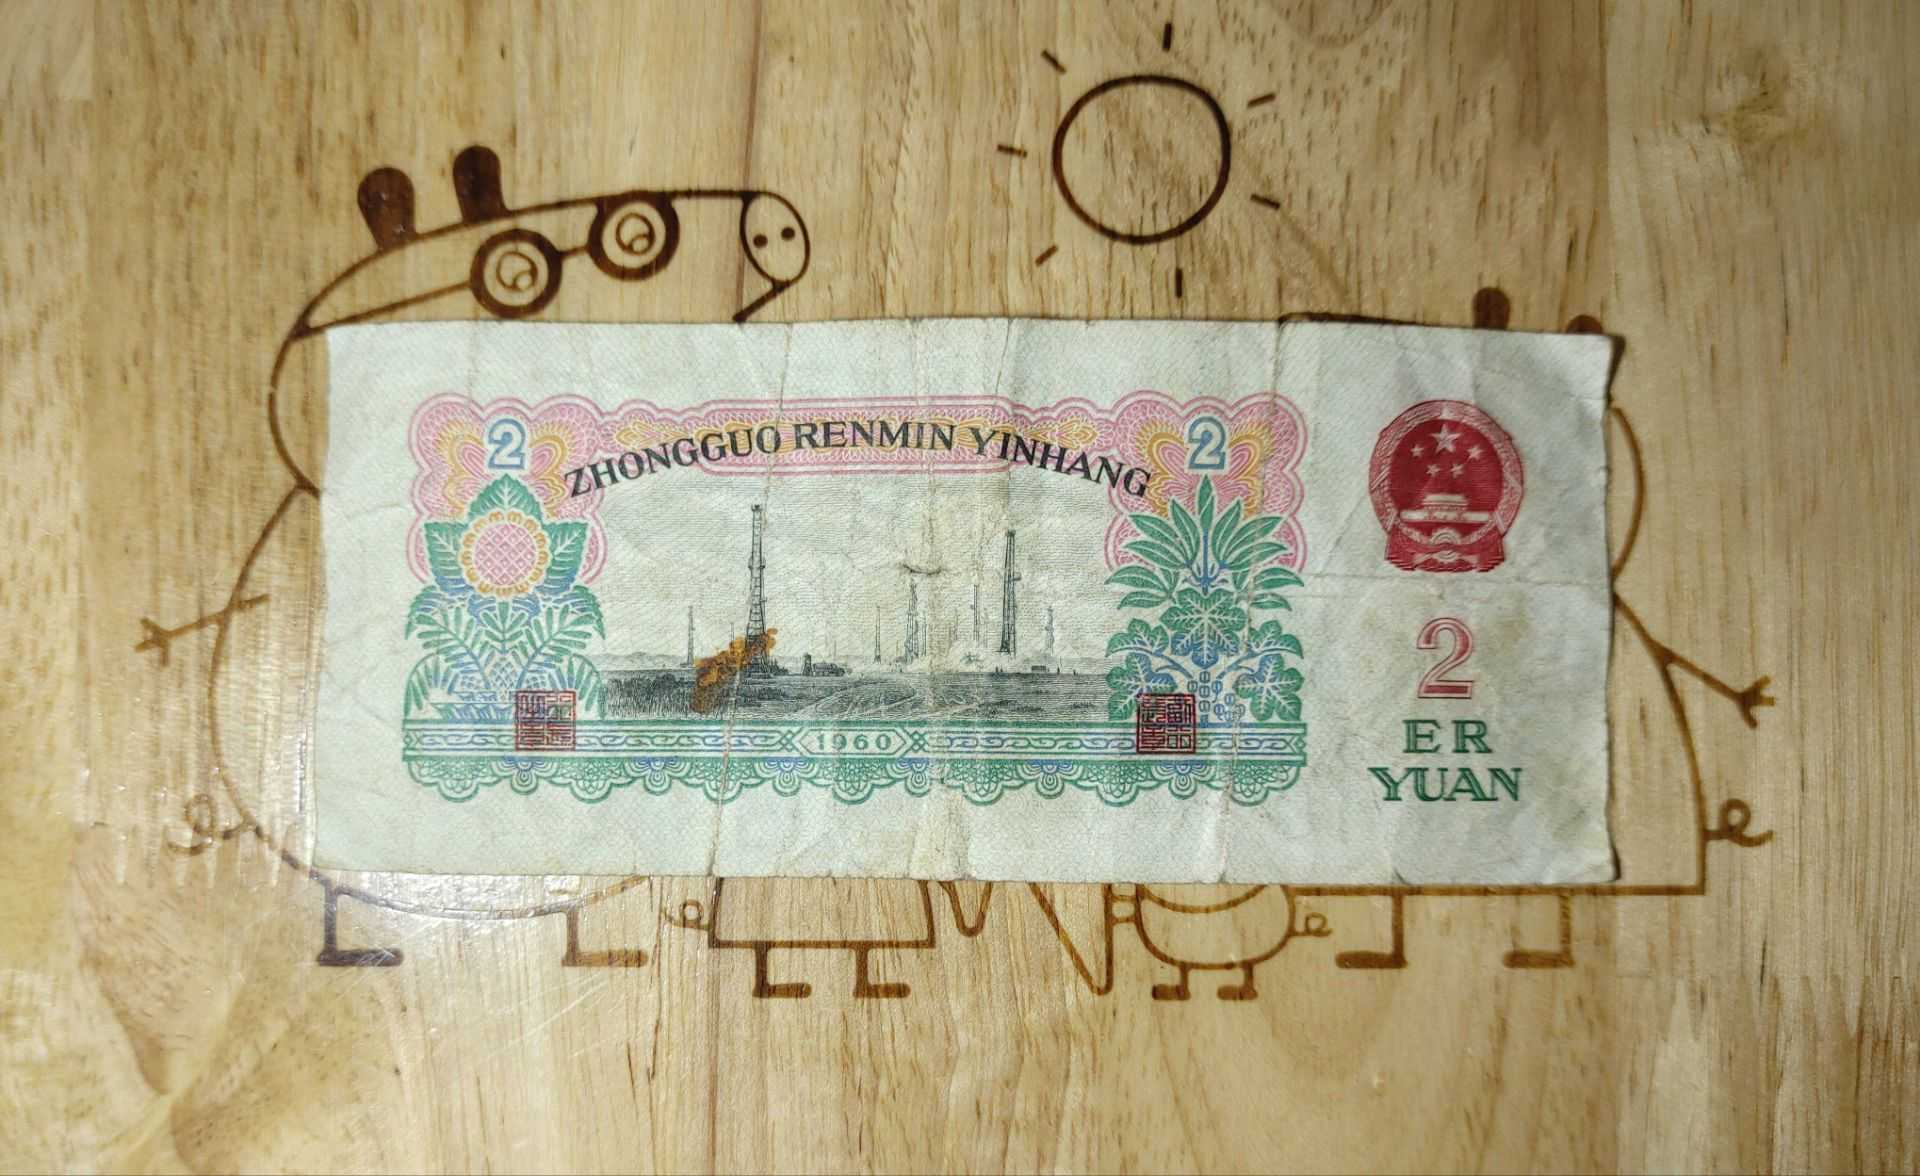 2 2
ZHONGGUO RENMIN YINHANG
1960
2
ER
YUAN